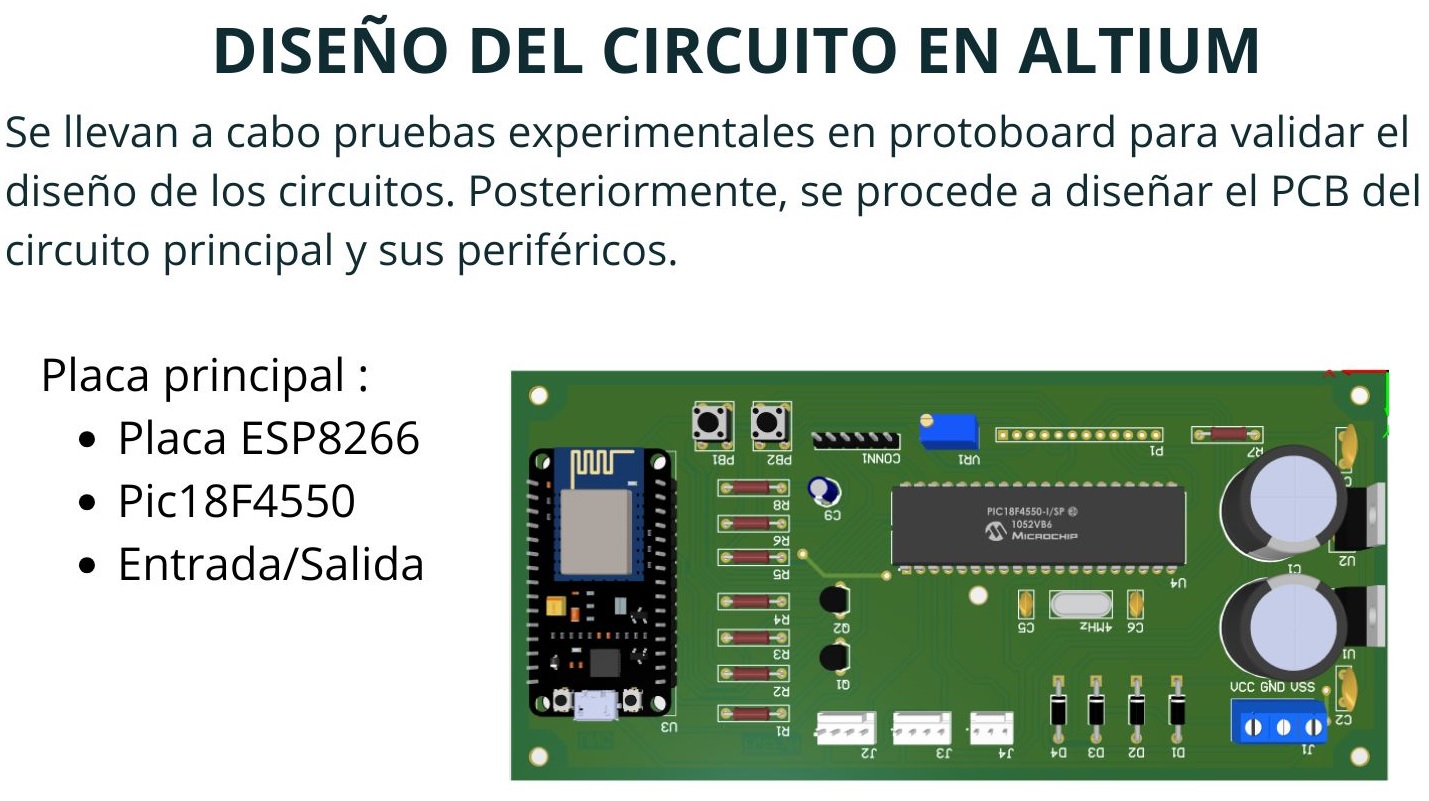 DISEÑO DEL CIRCUITO EN ALTIUM
Se llevan a cabo pruebas experimentales en protoboard para validar el
diseño de los circuitos. Posteriormente, se procede a diseñar el PCB del
circuito principal y sus periféricos.
Placa principal :
• Placa ESP8266
• Pic18F4550
• Entrada/Salida
PB1
PB2
CONN1
VR1
P1
R7
R8
C9
R6
R5
PIC18F4550-I/SP
1052VB6
MICROCHIP
U4
C1
U2
R4
Q2
C5
4MHz
C6
R3
Q1
U1
R2
VCC GND VSS
R1
U3
J2
J3
J4
D4
D3
D2
D1
J1
C2